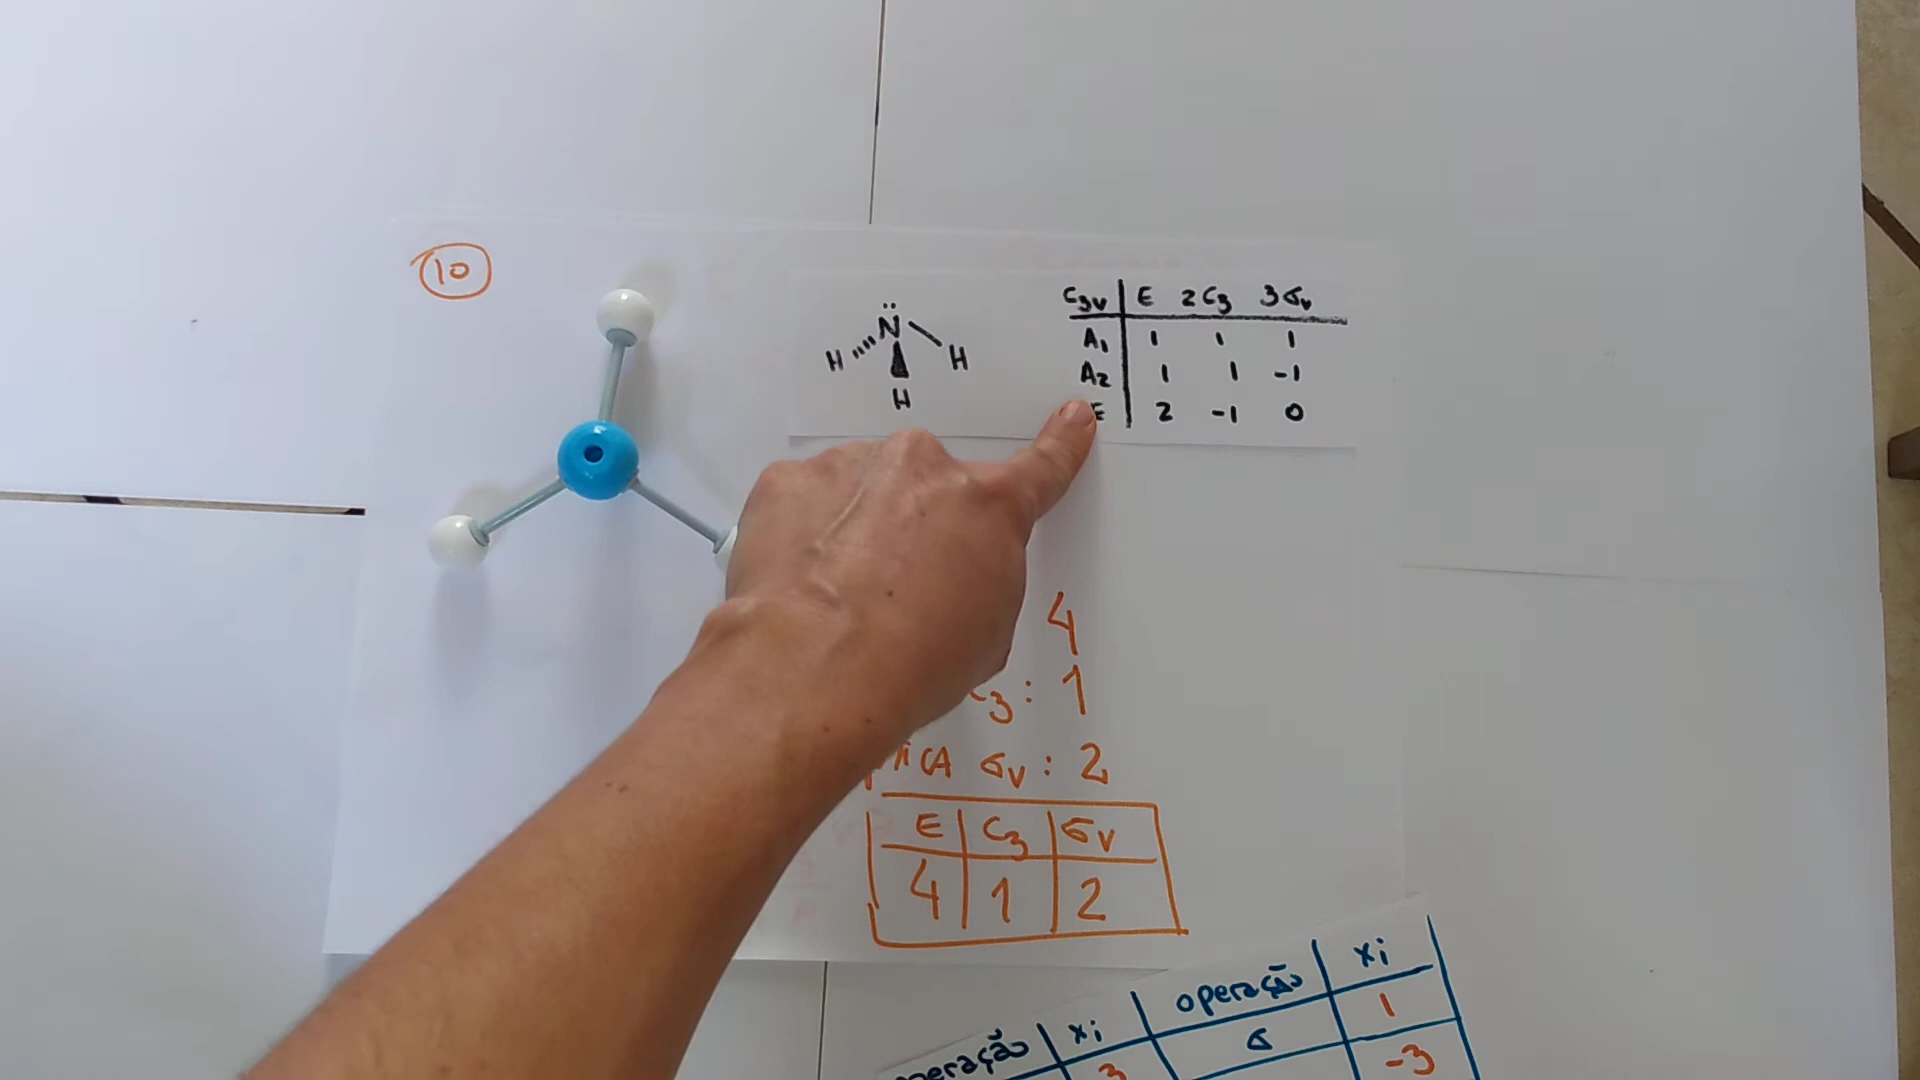 10
N
H H
H
C3v E 2C3 3σv
A1 1 1 1
A2 1 1 -1
E 2 -1 0
4
C3: 1
σv: 2
E C3 σv
4 1 2
xi
operação
1
xi
σ
-3
3